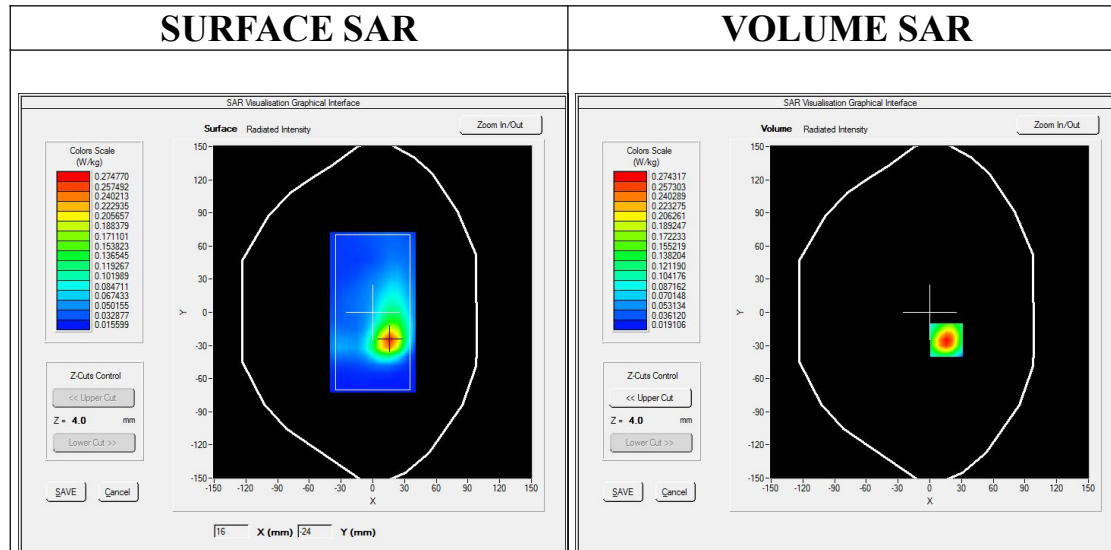 SURFACE SAR
VOLUME SAR
SAR Visualisation Graphical Interface
Surface Radiated Intensity
Zoom In/Out
Colors Scale
(W/kg)
0.274770
0.257492
0.240213
0.222935
0.205657
0.188379
0.171101
0.153823
0.136545
0.119267
0.101989
0.084711
0.067433
0.050155
0.032877
0.015599
Z-Cuts Control
<< Upper Cut
Z = 4.0 mm
Lower Cut >>
SAVE Cancel
150
120
90
60
30
0
-30
-60
-90
-120
-150
Y
-150 -120 -90 -60 -30 0 30 60 90 120 150
X
16 X (mm) -24 Y (mm)
SAR Visualisation Graphical Interface
Volume Radiated Intensity
Zoom In/Out
Colors Scale
(W/kg)
0.274317
0.257303
0.240289
0.223275
0.206261
0.189247
0.172233
0.155219
0.138204
0.121190
0.104176
0.087162
0.070148
0.053134
0.036120
0.019106
Z-Cuts Control
<< Upper Cut
Z = 4.0 mm
Lower Cut >>
SAVE Cancel
150
120
90
60
30
0
-30
-60
-90
-120
-150
Y
-150 -120 -90 -60 -30 0 30 60 90 120 150
X